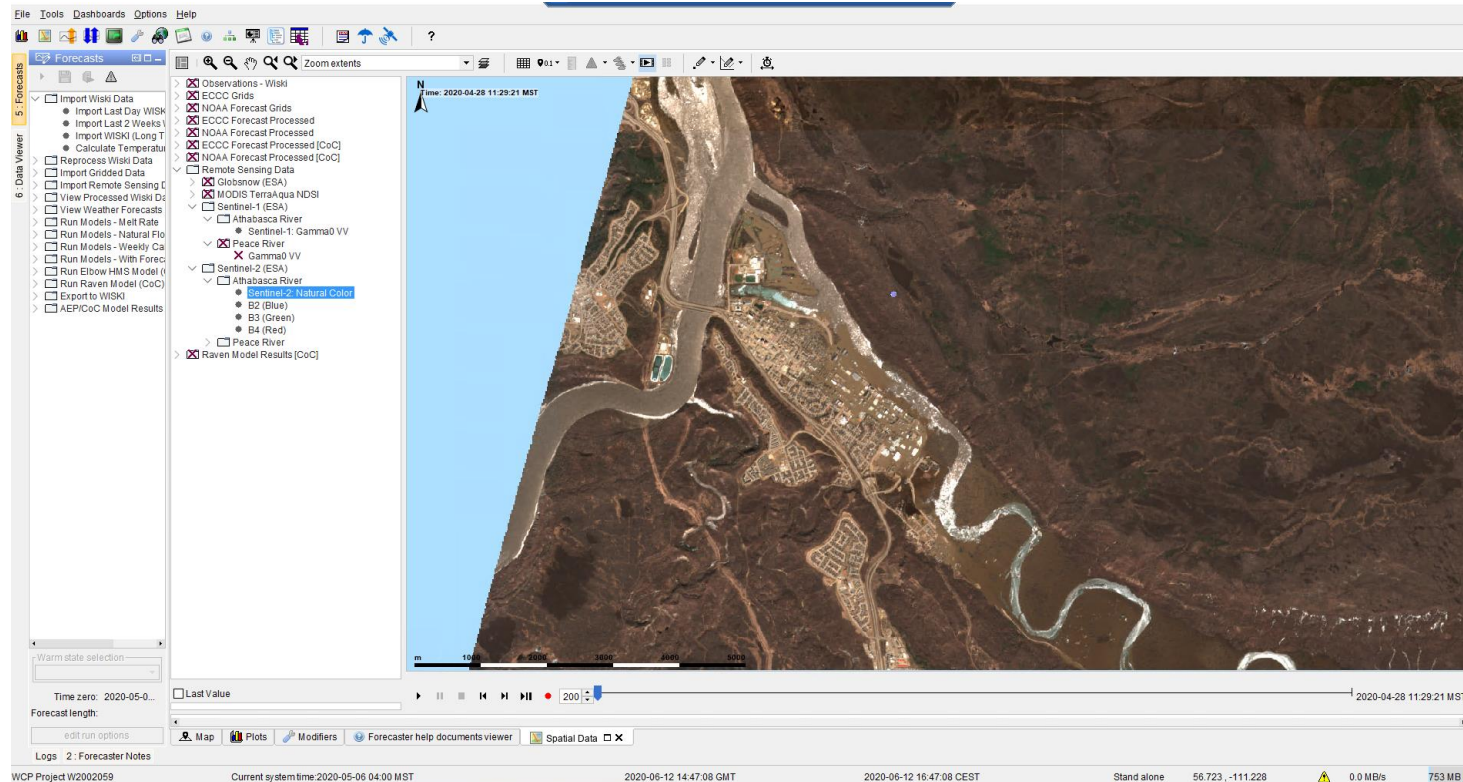 File Tools Dashboards Options Help
?
5 : Forecasts
6 : Data Viewer
Forecasts
Import Wiski Data
Import Last Day WISK
Import Last 2 Weeks
Import WISKI (Long T
Calculate Temperatu
Reprocess Wiski Data
Import Gridded Data
Import Remote Sensing D
View Processed Wiski Da
View Weather Forecasts
Run Models - Melt Rate
Run Models - Natural Flo
Run Models - Weekly Ca
Run Models - With Forec
Run Elbow HMS Model (
Run Raven Model (CoC)
Export to WISKI
AEP/CoC Model Results
Warm state selection
Time zero: 2020-05-0...
Forecast length:
edit run options
Logs 2 : Forecaster Notes
Zoom extents
0.1
Observations - Wiski
ECCC Grids
NOAA Forecast Grids
ECCC Forecast Processed
NOAA Forecast Processed
ECCC Forecast Processed [CoC]
NOAA Forecast Processed [CoC]
Remote Sensing Data
Globsnow (ESA)
MODIS TerraAqua NDSI
Sentinel-1 (ESA)
Athabasca River
Sentinel-1: Gamma0 VV
Peace River
Gamma0 VV
Sentinel-2 (ESA)
Athabasca River
Sentinel-2: Natural Color
B2 (Blue)
B3 (Green)
B4 (Red)
Peace River
Raven Model Results [CoC]
Last Value
N
Time: 2020-04-28 11:29:21 MST
m 1000 2000 3000 4000 5000
200
2020-04-28 11:29:21 MST
Map Plots Modifiers Forecaster help documents viewer Spatial Data
WCP Project W2002059 Current system time:2020-05-06 04:00 MST 2020-06-12 14:47:08 GMT 2020-06-12 16:47:08 CEST Stand alone 56.723 , -111.228 0.0 MB/s 753 MB